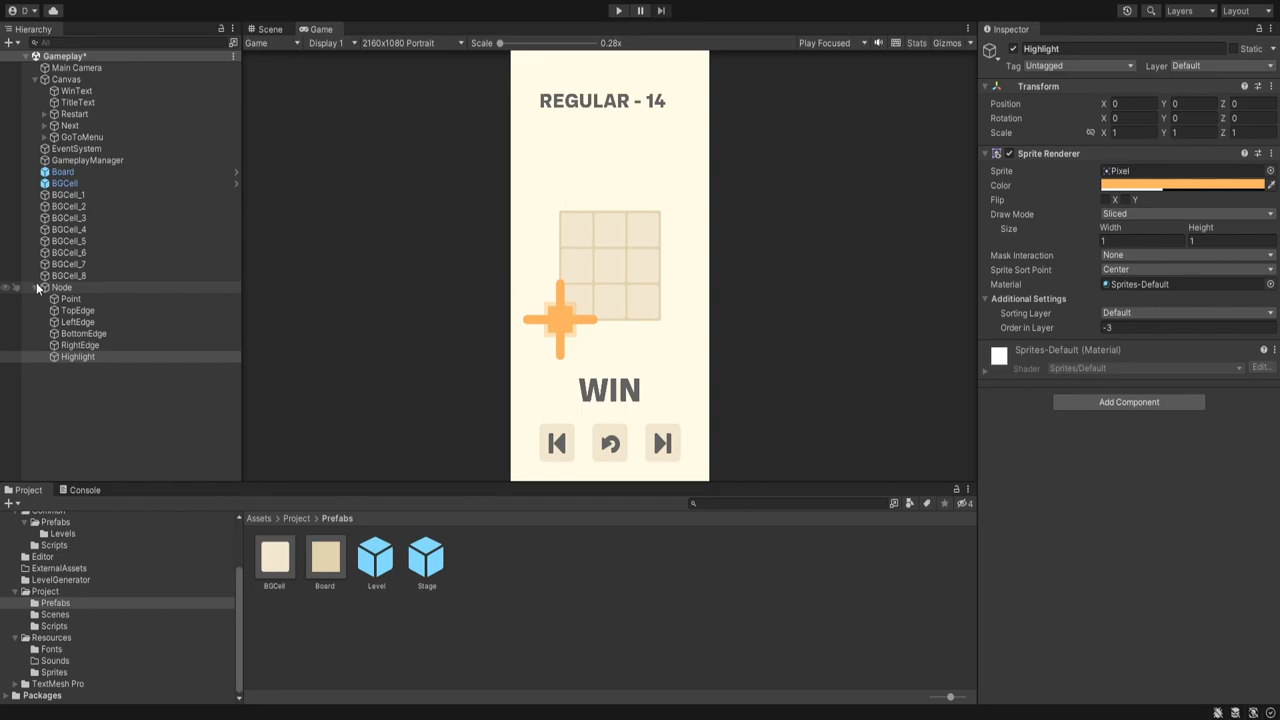 D
Layers
Layout
Hierarchy
Scene
Game
Inspector
All
Game
Display 1
2160x1080 Portrait
Scale
0.28x
Play Focused
Stats
Gizmos
Highlight
Static
Tag
Untagged
Layer
Default
Gameplay*
Main Camera
Canvas
WinText
TitleText
Restart
Next
GoToMenu
EventSystem
GameplayManager
Board
BGCell
BGCell_1
BGCell_2
BGCell_3
BGCell_4
BGCell_5
BGCell_6
BGCell_7
BGCell_8
Node
Point
TopEdge
LeftEdge
BottomEdge
RightEdge
Highlight
REGULAR - 14
WIN
Transform
Position
X 0 Y 0 Z 0
Rotation
X 0 Y 0 Z 0
Scale
X 1 Y 1 Z 1
Sprite Renderer
Sprite
Pixel
Color
Flip
X Y
Draw Mode
Sliced
Size
Width
Height
1
1
Mask Interaction
None
Sprite Sort Point
Center
Material
Sprites-Default
Additional Settings
Sorting Layer
Default
Order in Layer
-3
Sprites-Default (Material)
Shader
Sprites/Default
Edit...
Add Component
Project
Console
4
Common
Prefabs
Levels
Scripts
Editor
ExternalAssets
LevelGenerator
Project
Prefabs
Scenes
Scripts
Resources
Fonts
Sounds
Sprites
TextMesh Pro
Packages
Assets > Project > Prefabs
BGCell
Board
Level
Stage